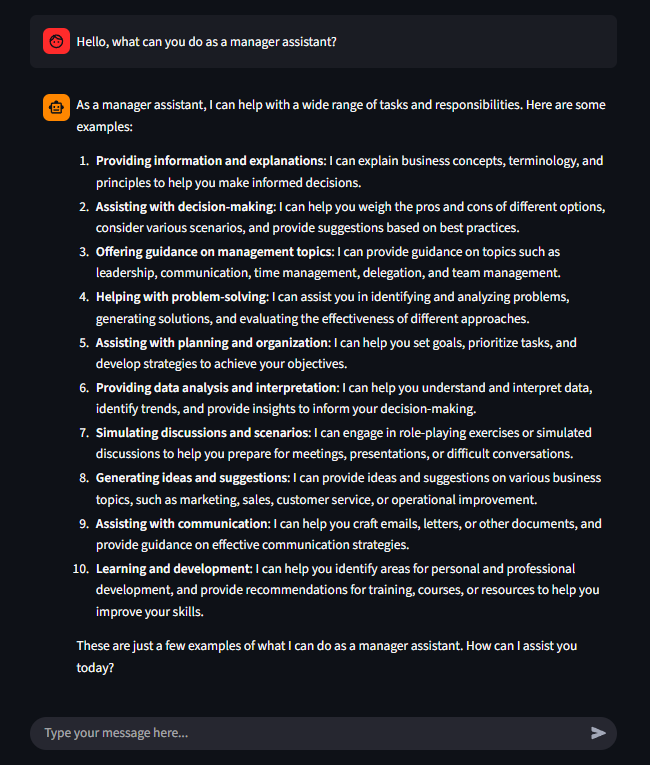 Hello, what can you do as a manager assistant?
As a manager assistant, I can help with a wide range of tasks and responsibilities. Here are some
examples:
1. Providing information and explanations: I can explain business concepts, terminology, and
principles to help you make informed decisions.
2. Assisting with decision-making: I can help you weigh the pros and cons of different options,
consider various scenarios, and provide suggestions based on best practices.
3. Offering guidance on management topics: I can provide guidance on topics such as
leadership, communication, time management, delegation, and team management.
4. Helping with problem-solving: I can assist you in identifying and analyzing problems,
generating solutions, and evaluating the effectiveness of different approaches.
5. Assisting with planning and organization: I can help you set goals, prioritize tasks, and
develop strategies to achieve your objectives.
6. Providing data analysis and interpretation: I can help you understand and interpret data,
identify trends, and provide insights to inform your decision-making.
7. Simulating discussions and scenarios: I can engage in role-playing exercises or simulated
discussions to help you prepare for meetings, presentations, or difficult conversations.
8. Generating ideas and suggestions: I can provide ideas and suggestions on various business
topics, such as marketing, sales, customer service, or operational improvement.
9. Assisting with communication: I can help you craft emails, letters, or other documents, and
provide guidance on effective communication strategies.
10. Learning and development: I can help you identify areas for personal and professional
development, and provide recommendations for training, courses, or resources to help you
improve your skills.
These are just a few examples of what I can do as a manager assistant. How can I assist you
today?
Type your message here...